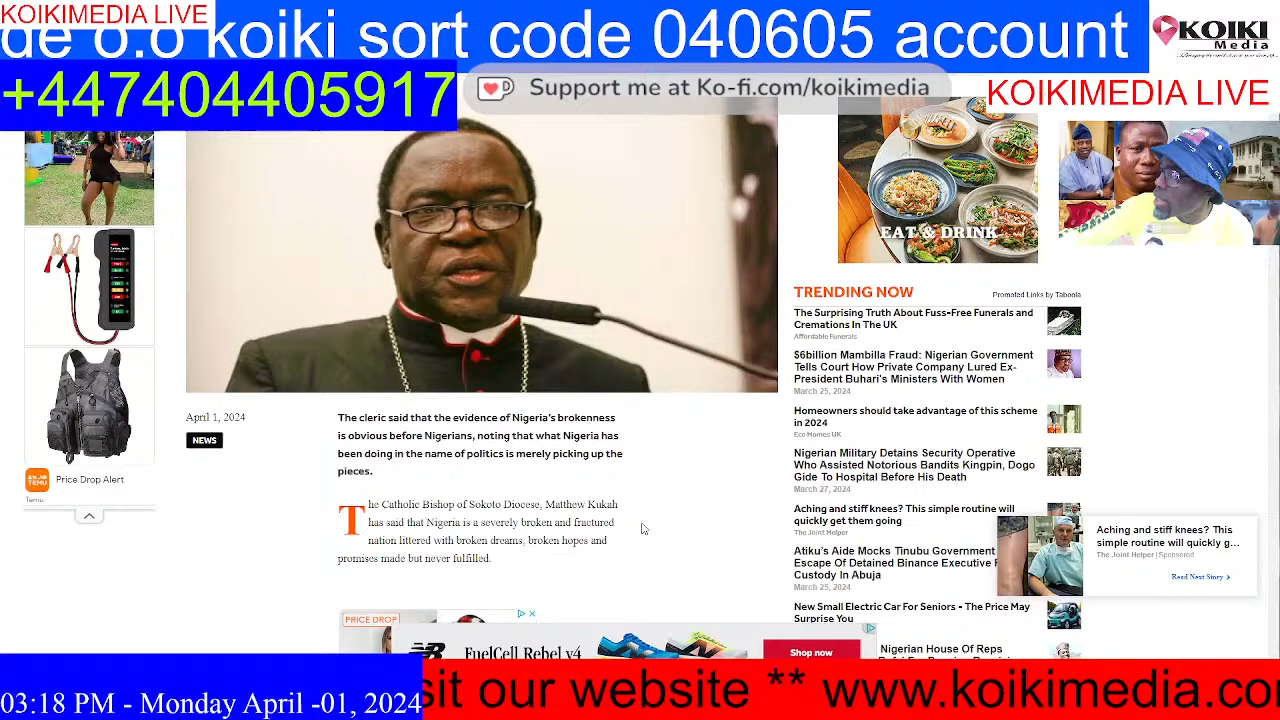 KOIKIMEDIA LIVE
de o.o koiki sort code 040605 account
KOIKI
Media
+447404405917
Support me at Ko-fi.com/koikimedia
KOIKIMEDIA LIVE
EAT & DRINK
TRENDING NOW
Promoted Links by Taboola
The Surprising Truth About Fuss-Free Funerals and
Cremations In The UK
Affordable Funerals
$6billion Mambilla Fraud: Nigerian Government
Tells Court How Private Company Lured Ex-
President Buhari's Ministers With Women
March 25, 2024
Homeowners should take advantage of this scheme
in 2024
Eco Homes UK
Nigerian Military Detains Security Operative
Who Assisted Notorious Bandits Kingpin, Dogo
Gide To Hospital Before His Death
March 27, 2024
Aching and stiff knees? This simple routine will
quickly get them going
The Joint Helper
Atiku's Aide Mocks Tinubu Government
Escape Of Detained Binance Executive F
Custody In Abuja
March 25, 2024
New Small Electric Car For Seniors - The Price May
Surprise You
Nigerian House Of Reps
Aching and stiff knees? This
simple routine will quickly g...
The Joint Helper | Sponsored
Read Next Story
April 1, 2024
NEWS
The cleric said that the evidence of Nigeria's brokenness
is obvious before Nigerians, noting that what Nigeria has
been doing in the name of politics is merely picking up the
pieces.
The Catholic Bishop of Sokoto Diocese, Matthew Kukah
has said that Nigeria is a severely broken and fractured
nation littered with broken dreams, broken hopes and
promises made but never fulfilled.
TEMU
Price Drop Alert
Temu
PRICE DROP
FuelCell Rebel v4
Shop now
03:18 PM - Monday April -01, 2024
sit our website ** www.koikimedia.co